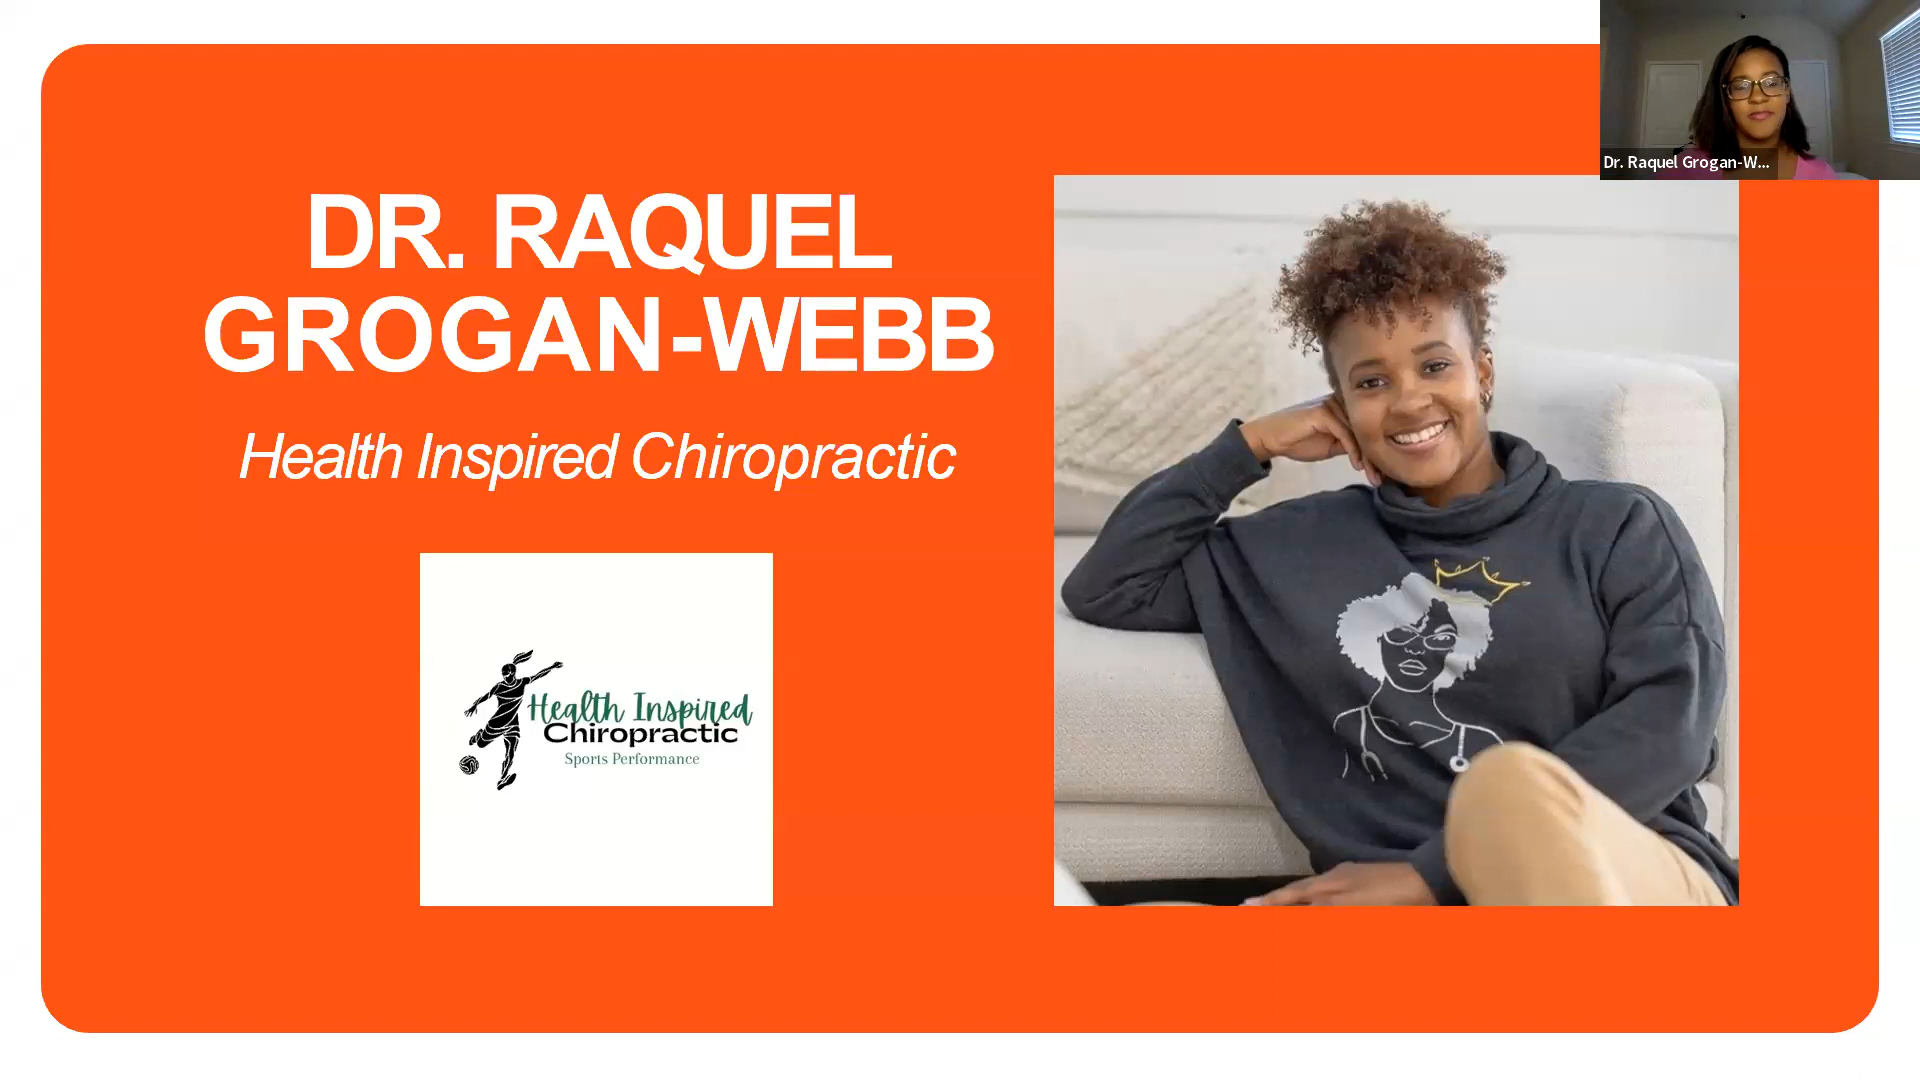 DR. RAQUEL
GROGAN-WEBB
Health Inspired Chiropractic
Health Inspired
Chiropractic
Sports Performance
Dr. Raquel Grogan-W...